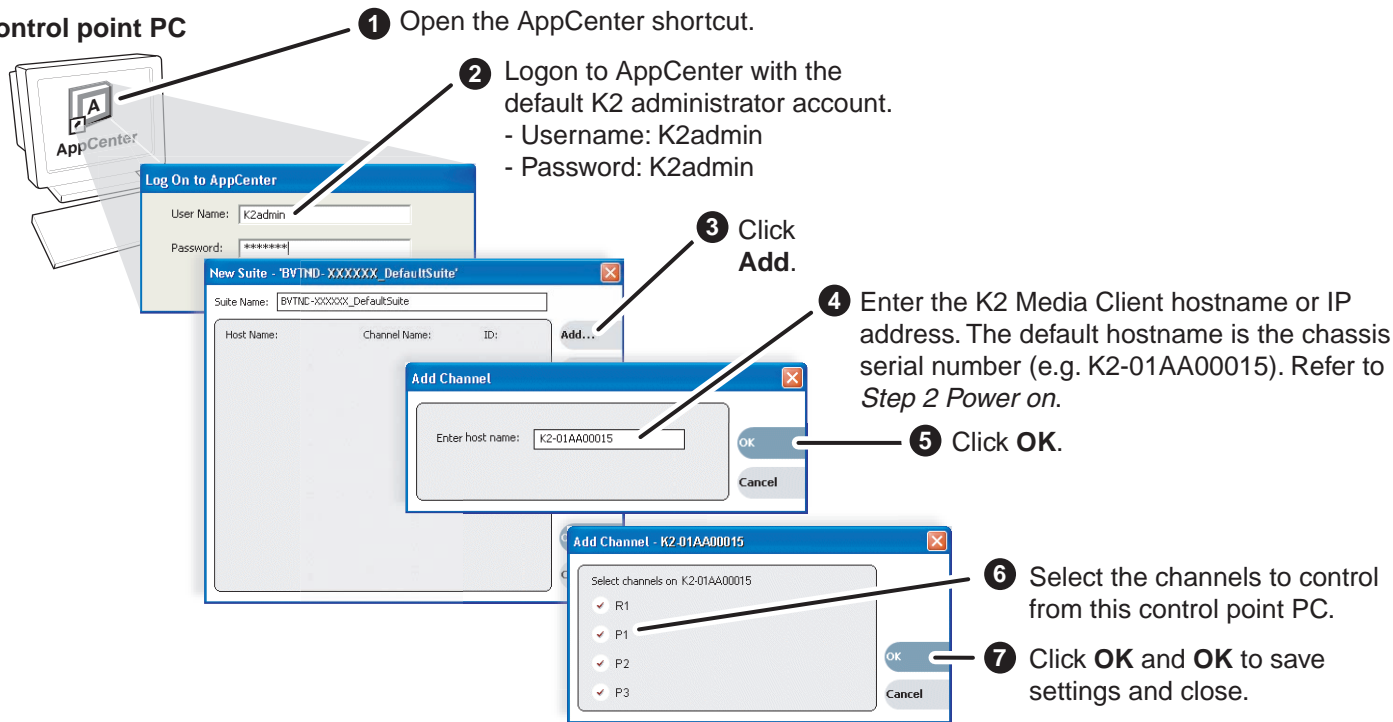 ontrol point PC
1 Open the AppCenter shortcut.
A
AppCenter
2 Logon to AppCenter with the
default K2 administrator account.
- Username: K2admin
- Password: K2admin
Log On to AppCenter
User Name: K2admin
Password: *******
3 Click
Add.
New Suite - 'BVTND-XXXXXX_DefaultSuite'
Suite Name: BVTND-XXXXXX_DefaultSuite
Host Name: Channel Name: ID:
Add...
4 Enter the K2 Media Client hostname or IP
address. The default hostname is the chassis
serial number (e.g. K2-01AA00015). Refer to
Step 2 Power on.
Add Channel
Enter host name: K2-01AA00015
OK
Cancel
5 Click OK.
Add Channel - K2-01AA00015
Select channels on K2-01AA00015
R1
P1
P2
P3
OK
Cancel
6 Select the channels to control
from this control point PC.
7 Click OK and OK to save
settings and close.